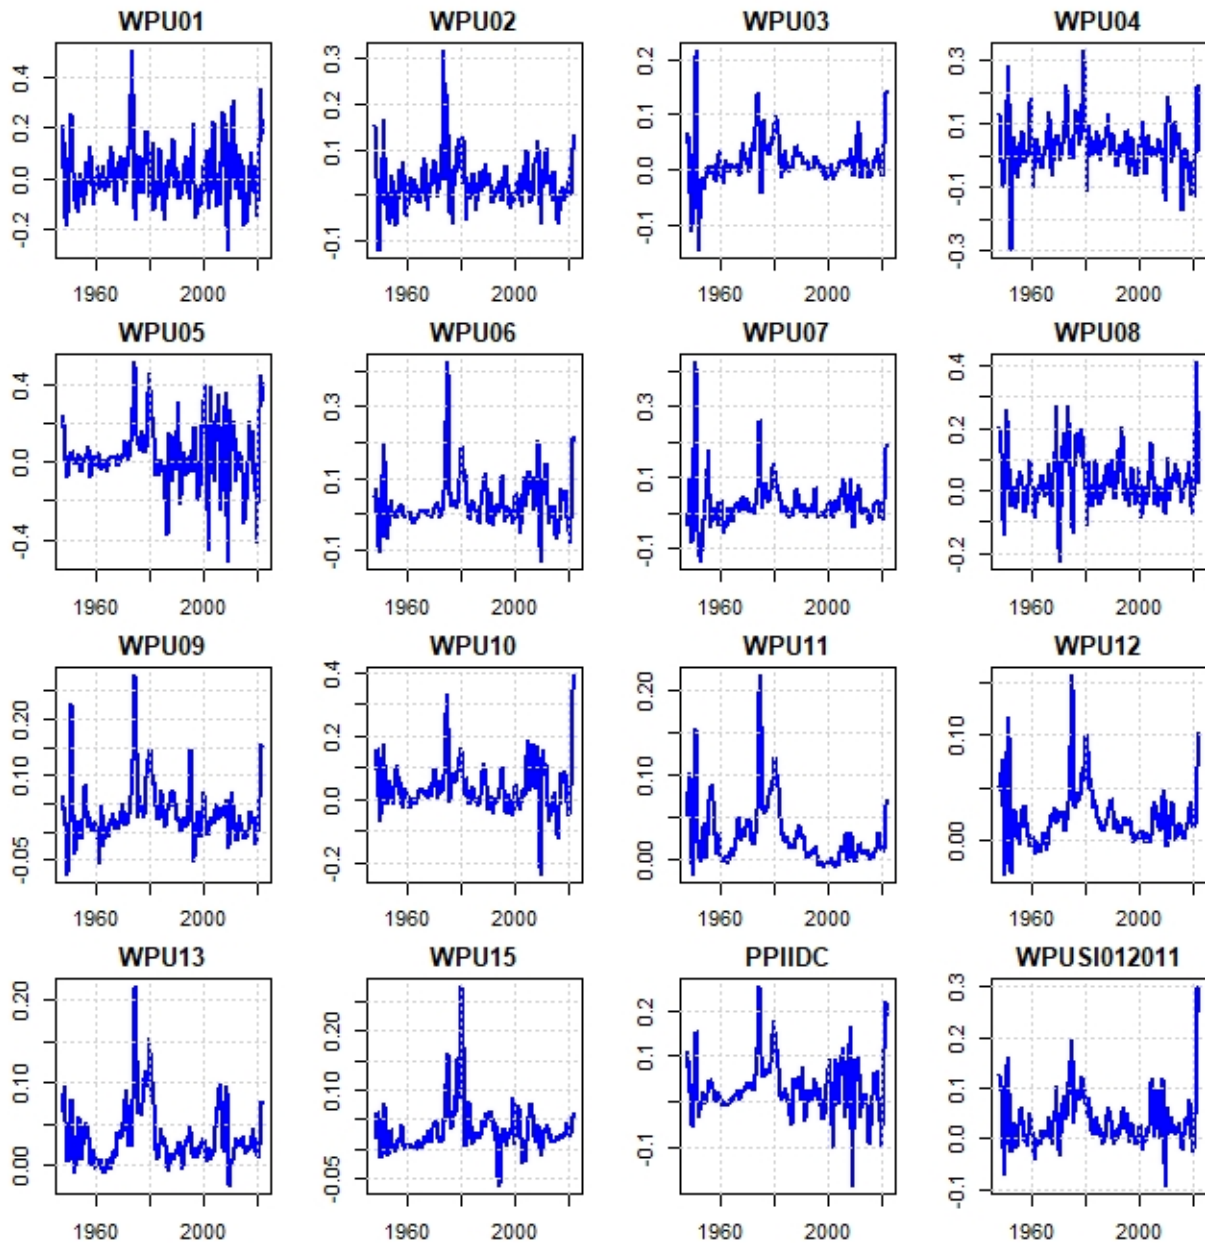 WPU01 WPU02 WPU03 WPU04
0.4 0.3 0.2 0.3
0.2 0.2 0.1 0.1
0.0 0.1 0.0 -0.1
-0.2 -0.1 -0.1 -0.3
1960 2000 1960 2000 1960 2000 1960 2000
WPU05 WPU06 WPU07 WPU08
0.4 0.3 0.3 0.4
0.0 0.1 0.1 0.2
-0.4 -0.1 -0.1 0.0
-0.2
1960 2000 1960 2000 1960 2000 1960 2000
WPU09 WPU10 WPU11 WPU12
0.20 0.4 0.20 0.10
0.10 0.2 0.10 0.00
-0.05 0.0 0.00
-0.2
1960 2000 1960 2000 1960 2000 1960 2000
WPU13 WPU15 PPIIDC WPUSI012011
0.20 0.20 0.2 0.3
0.10 0.10 0.1 0.2
0.00 -0.05 -0.1 0.1
0.0
-0.1
1960 2000 1960 2000 1960 2000 1960 2000